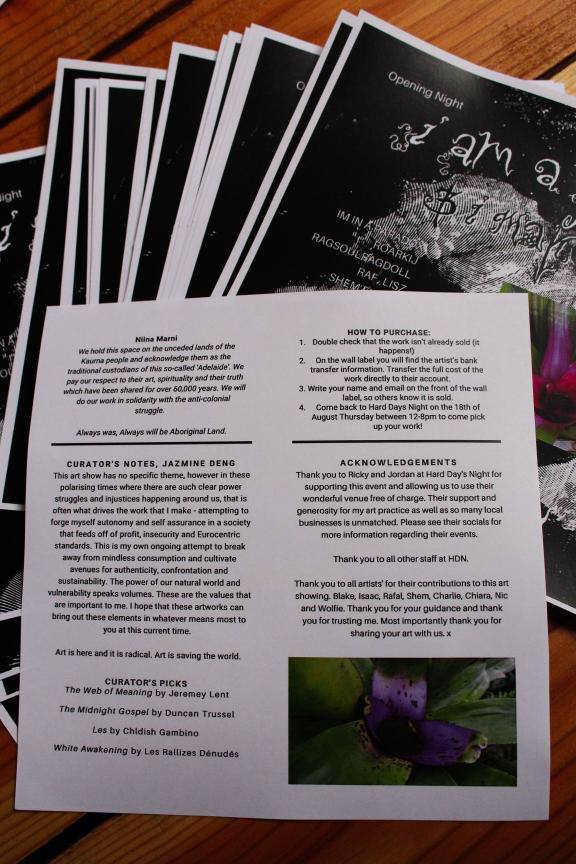 Opening Night
I am a
IM IN A
ROARKIJ
RAGSOUL RAGDOLL
RAE, LISZ
Niina Marni
We hold this space on the unceded lands of the
Kaurna people and acknowledge them as the
traditional custodians of this so-called 'Adelaide'. We
pay our respect to their art, spirituality and their truth
which have been shared for over 60,000 years. We will
do our work in solidarity with the anti-colonial
struggle.
Always was, Always will be Aboriginal Land.
CURATOR'S NOTES, JAZMINE DENG
This art show has no specific theme, however in these
polarising times where there are such clear power
struggles and injustices happening around us, that is
often what drives the work that I make - attempting to
forge myself autonomy and self assurance in a society
that feeds off of profit, insecurity and Eurocentric
standards. This is my own ongoing attempt to break
away from mindless consumption and cultivate
avenues for authenticity, confrontation and
sustainability. The power of our natural world and
vulnerability speaks volumes. These are the values that
are important to me. I hope that these artworks can
bring out these elements in whatever means most to
you at this current time.
Art is here and it is radical. Art is saving the world.
CURATOR'S PICKS
The Web of Meaning by Jeremey Lent
The Midnight Gospel by Duncan Trussel
Les by Chldish Gambino
White Awakening by Les Rallizes Dénudés
HOW TO PURCHASE:
1. Double check that the work isn't already sold (it
happens!)
2. On the wall label you will find the artist's bank
transfer information. Transfer the full cost of the
work directly to their account.
3. Write your name and email on the front of the wall
label, so others know it is sold.
4. Come back to Hard Days Night on the 18th of
August Thursday between 12-8pm to come pick
up your work!
ACKNOWLEDGEMENTS
Thank you to Ricky and Jordan at Hard Day's Night for
supporting this event and allowing us to use their
wonderful venue free of charge. Their support and
generosity for my art practice as well as so many local
businesses is unmatched. Please see their socials for
more information regarding their events.
Thank you to all other staff at HDN.
Thank you to all artists' for their contributions to this art
showing. Blake, Isaac, Rafal, Shem, Charlie, Chiara, Nic
and Wolfie. Thank you for your guidance and thank
you for trusting me. Most importantly thank you for
sharing your art with us. x